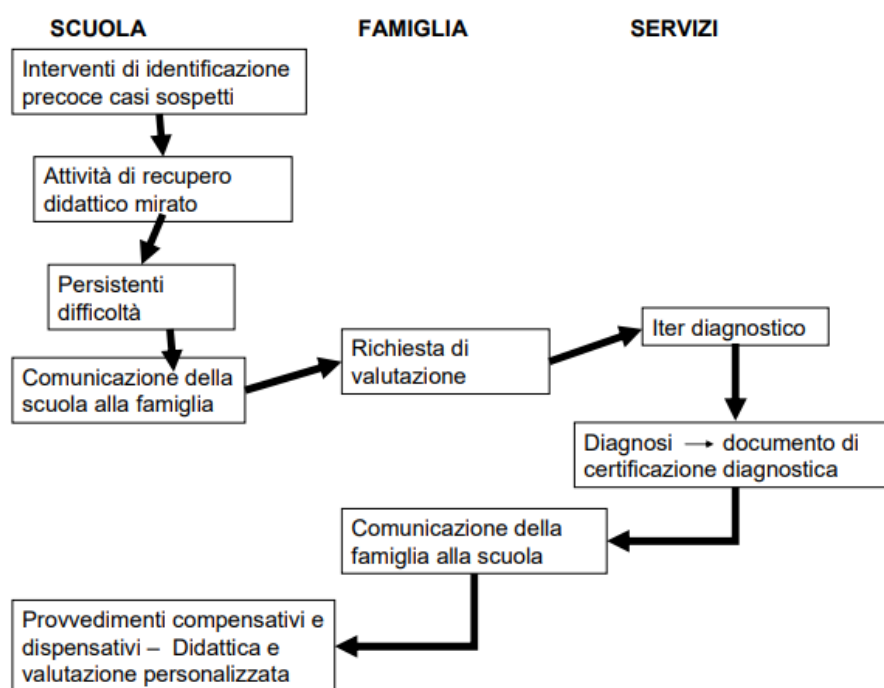 SCUOLA FAMIGLIA SERVIZI
Interventi di identificazione
precoce casi sospetti
Attività di recupero
didattico mirato
Persistenti
difficoltà
Comunicazione della
scuola alla famiglia
Richiesta di
valutazione
Iter diagnostico
Diagnosi → documento di
certificazione diagnostica
Comunicazione della
famiglia alla scuola
Provvedimenti compensativi e
dispensativi – Didattica e
valutazione personalizzata